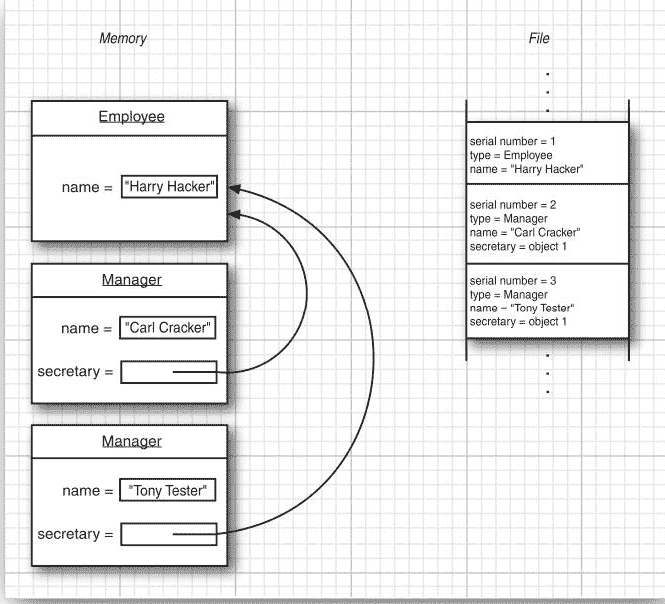 Memory
File
Employee
name = "Harry Hacker"
Manager
name = "Carl Cracker"
secretary =
Manager
name = "Tony Tester"
secretary =
serial number = 1
type = Employee
name = "Harry Hacker"
serial number = 2
type = Manager
name = "Carl Cracker"
secretary = object 1
serial number = 3
type = Manager
name = "Tony Tester"
secretary = object 1